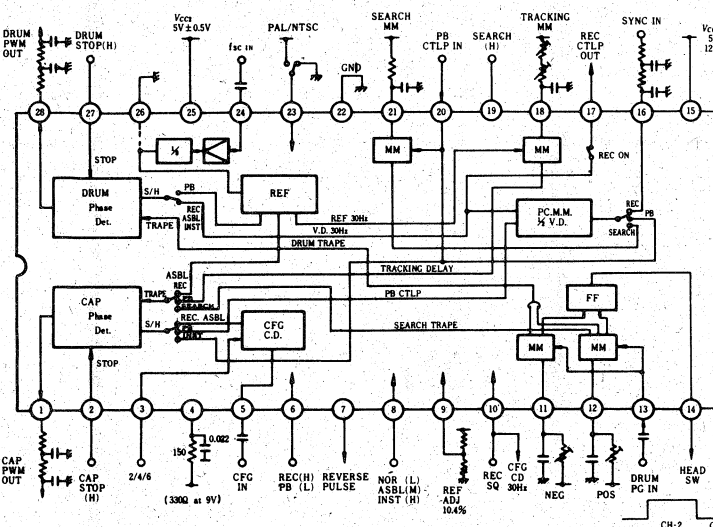 DRUM
PWM
OUT
DRUM
STOP(H)
VCC2
5V±0.5V
fSC IN
PAL/NTSC
GND
SEARCH
MM
PB
CTLP IN
SEARCH
(H)
TRACKING
MM
REC
CTLP
OUT
SYNC IN
5
12
28
27
26
25
24
23
22
21
20
19
18
17
16
15
STOP
MM
MM
REC ON
DRUM
Phase
Det.
S/H
PB
REC
ASBL
INST
TRAPE
REF
REF 30Hz
V.D. 30Hz
DRUM TRAPE
P.C.M.M.
½ V.D.
REC
PB
SEARCH
ASBL
REC
TRACKING DELAY
CAP
Phase
Det.
TRAPE
PB
SEARCH
PB CTLP
FF
S/H
REC. ASBL
PB
INST
CFG
C.D.
SEARCH TRAPE
MM
MM
STOP
1
2
3
4
5
6
7
8
9
10
11
12
13
14
CAP
PWM
OUT
CAP
STOP
(H)
2/4/6
150
0.022
(330Ω at 9V)
CFG
IN
REC(H)
PB (L)
REVERSE
PULSE
NOR (L)
ASBL(M)
INST (H)
REF
ADJ
10.4%
REC
SQ
CFG
CD
30Hz
NEG
POS
DRUM
PG IN
HEAD
SW
CH-2